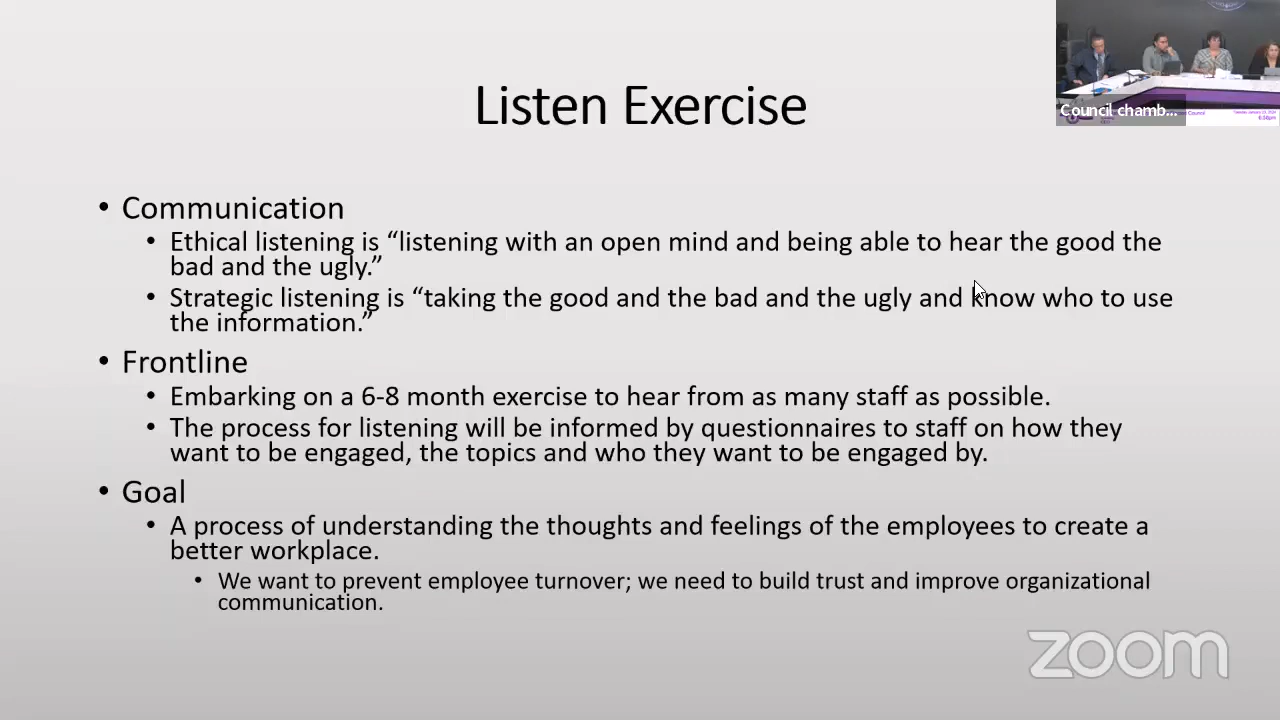 Listen Exercise
Council chamb...
• Communication
• Ethical listening is “listening with an open mind and being able to hear the good the
bad and the ugly.”
• Strategic listening is “taking the good and the bad and the ugly and know who to use
the information.”
• Frontline
• Embarking on a 6-8 month exercise to hear from as many staff as possible.
• The process for listening will be informed by questionnaires to staff on how they
want to be engaged, the topics and who they want to be engaged by.
• Goal
• A process of understanding the thoughts and feelings of the employees to create a
better workplace.
• We want to prevent employee turnover; we need to build trust and improve organizational
communication.
zoom